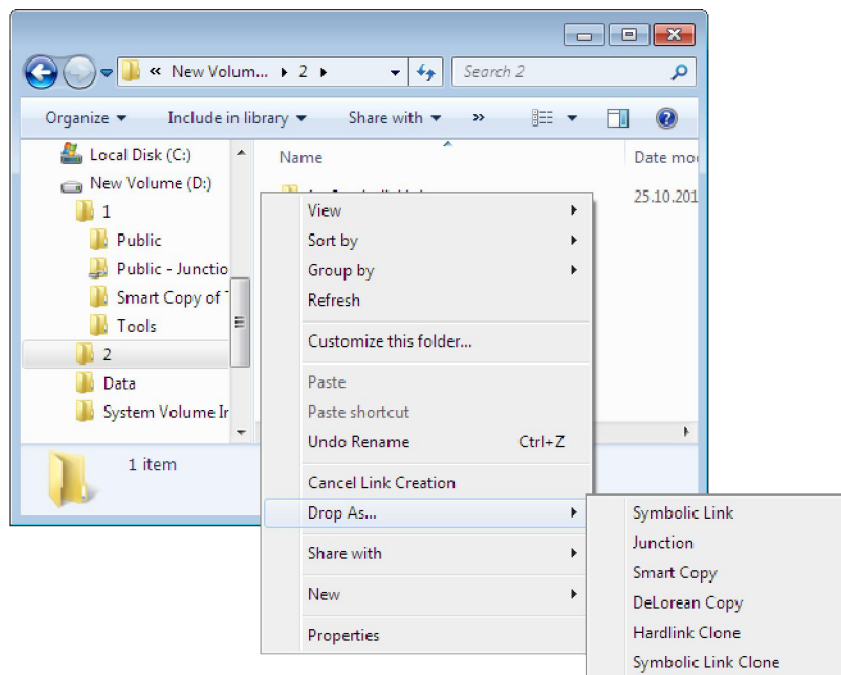 « New Volum... ▸ 2 ▸
Search 2
Organize
Include in library
Share with
»
Local Disk (C:)
New Volume (D:)
1
Public
Public - Junctio
Smart Copy of
Tools
2
Data
System Volume Ir
Name
Date mo
25.10.201
View
Sort by
Group by
Refresh
Customize this folder...
Paste
Paste shortcut
Undo Rename Ctrl+Z
Cancel Link Creation
Drop As...
Share with
New
Properties
Symbolic Link
Junction
Smart Copy
DeLorean Copy
Hardlink Clone
Symbolic Link Clone
1 item